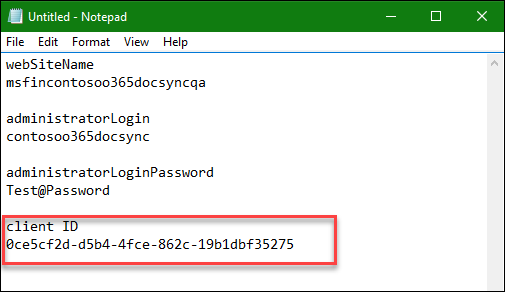 Untitled - Notepad
File Edit Format View Help
webSiteName
msfincontosoo365docsyncqa
administratorLogin
contosoo365docsync
administratorLoginPassword
Test@Password
client ID
0ce5cf2d-d5b4-4fce-862c-19b1dbf35275